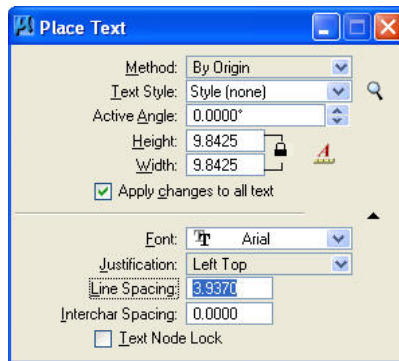 Place Text
Method: By Origin
Text Style: Style (none)
Active Angle: 0.0000°
Height: 9.8425
Width: 9.8425
Apply changes to all text
Font: Arial
Justification: Left Top
Line Spacing: 3.9370
Interchar Spacing: 0.0000
Text Node Lock